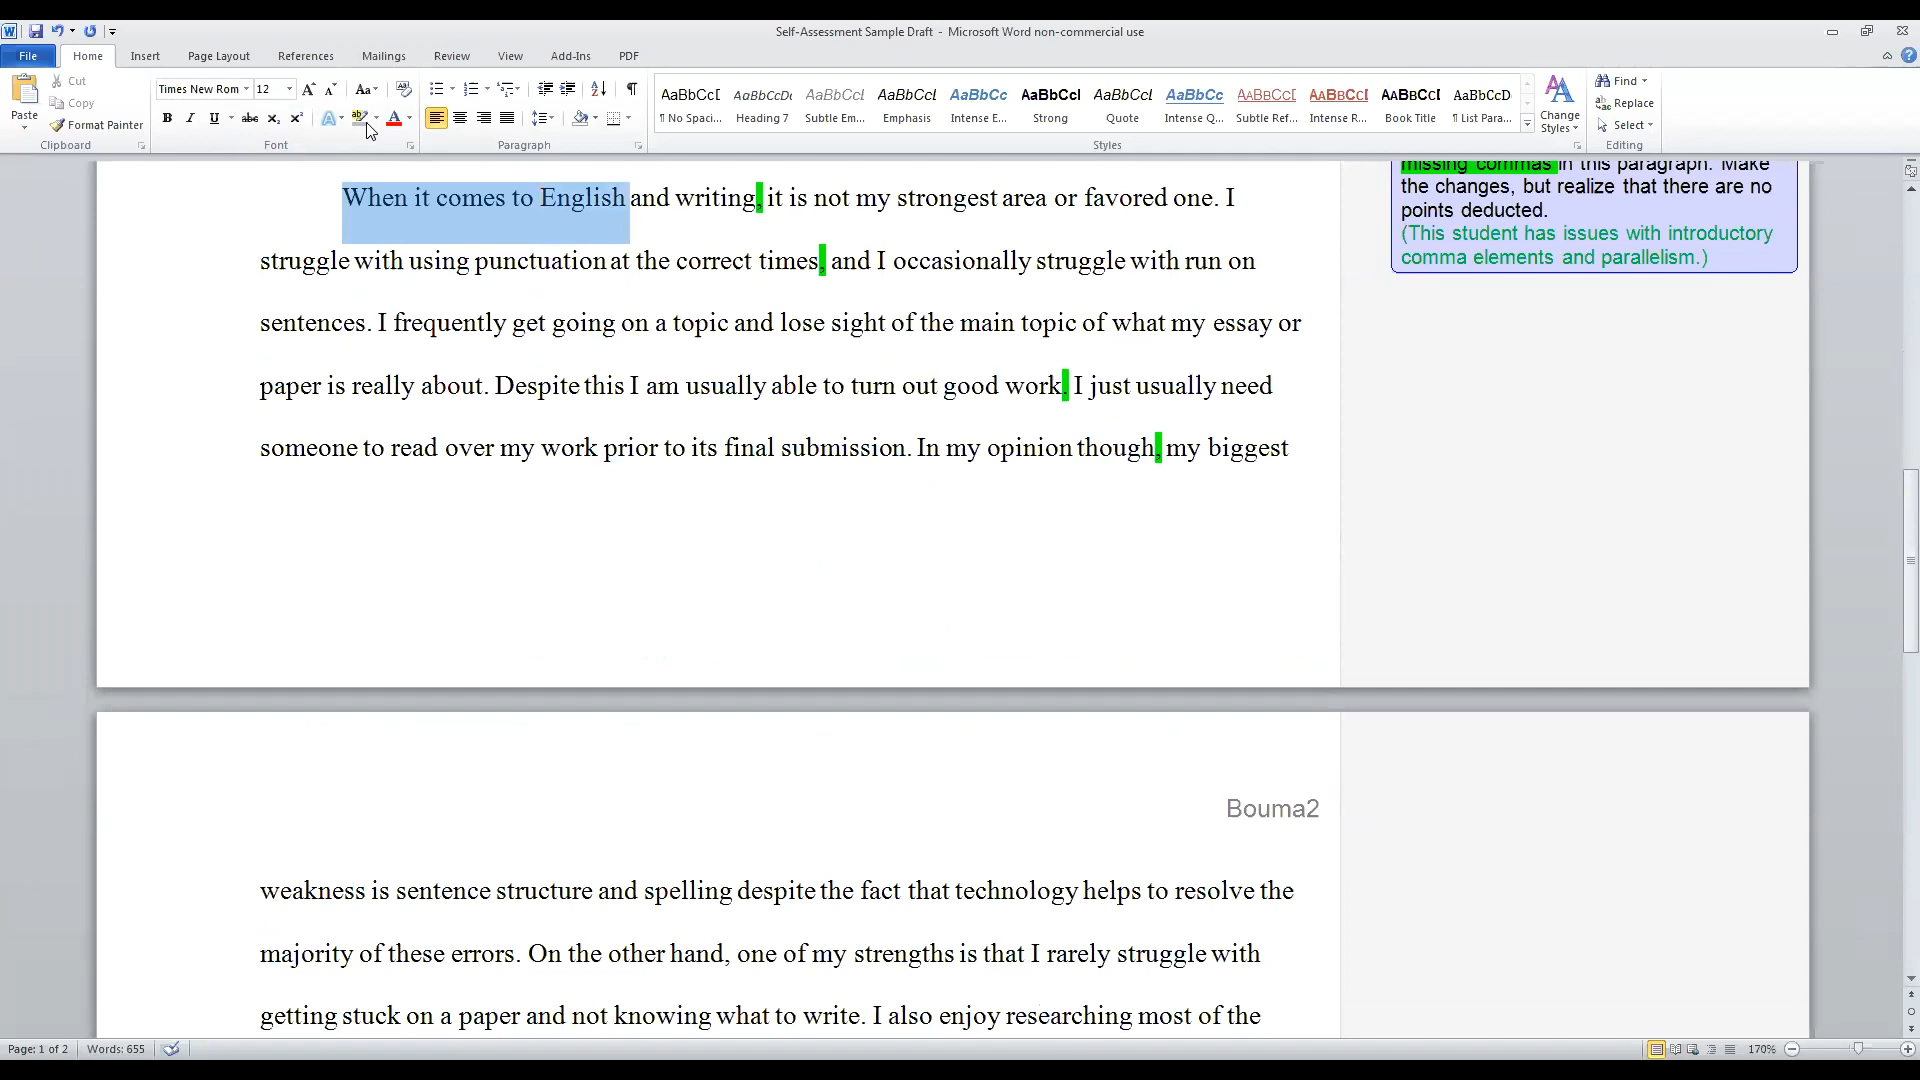 Self-Assessment Sample Draft - Microsoft Word non-commercial use
File Home Insert Page Layout References Mailings Review View Add-Ins PDF
Paste
Cut
Copy
Format Painter
Clipboard
Times New Rom 12
Font
Paragraph
AaBbCcD AaBbCcDc AaBbCcL AaBbCcL AaBbCc AaBbCcI AaBbCcL AaBbCc AABBCCD AABBCCD AABBCCD AaBbCcD
¶ No Spaci... Heading 7 Subtle Em... Emphasis Intense E... Strong Quote Intense Q... Subtle Ref... Intense R... Book Title ¶ List Para...
Change Styles
Styles
Find
Replace
Select
Editing
missing commas in this paragraph. Make
the changes, but realize that there are no
points deducted.
(This student has issues with introductory
comma elements and parallelism.)
When it comes to English and writing, it is not my strongest area or favored one. I
struggle with using punctuation at the correct times, and I occasionally struggle with run on
sentences. I frequently get going on a topic and lose sight of the main topic of what my essay or
paper is really about. Despite this I am usually able to turn out good work. I just usually need
someone to read over my work prior to its final submission. In my opinion though, my biggest
Bouma2
weakness is sentence structure and spelling despite the fact that technology helps to resolve the
majority of these errors. On the other hand, one of my strengths is that I rarely struggle with
getting stuck on a paper and not knowing what to write. I also enjoy researching most of the
Page: 1 of 2 Words: 655
170%